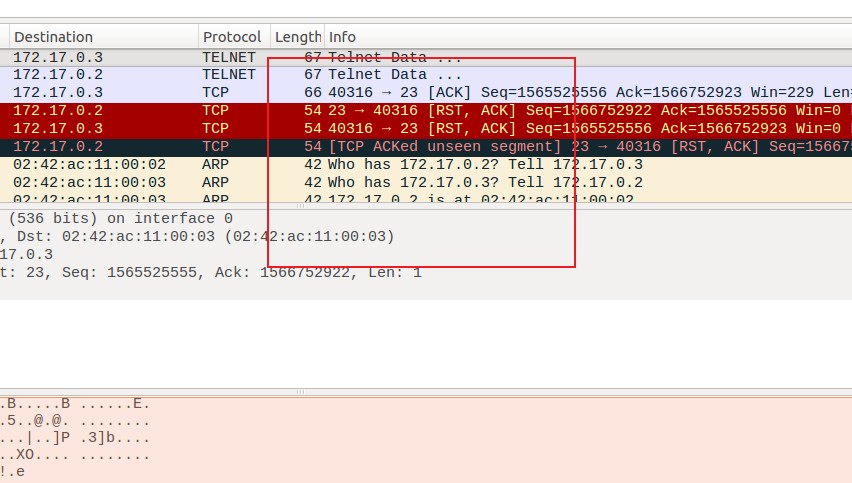 Destination Protocol Length Info
172.17.0.3 TELNET 67 Telnet Data ...
172.17.0.2 TELNET 67 Telnet Data ...
172.17.0.3 TCP 66 40316 → 23 [ACK] Seq=1565525556 Ack=1566752923 Win=229 Len=
172.17.0.2 TCP 54 23 → 40316 [RST, ACK] Seq=1566752922 Ack=1565525556 Win=0
172.17.0.3 TCP 54 40316 → 23 [RST, ACK] Seq=1565525556 Ack=1566752923 Win=0
172.17.0.2 TCP 54 [TCP ACKed unseen segment] 23 → 40316 [RST, ACK] Seq=156675
02:42:ac:11:00:02 ARP 42 Who has 172.17.0.2? Tell 172.17.0.3
02:42:ac:11:00:03 ARP 42 Who has 172.17.0.3? Tell 172.17.0.2
02:42:ac:11:00:03 ARP 42 172.17.0.2 is at 02:42:ac:11:00:02
(536 bits) on interface 0
, Dst: 02:42:ac:11:00:03 (02:42:ac:11:00:03)
17.0.3
t: 23, Seq: 1565525555, Ack: 1566752922, Len: 1
.B.....B ......E.
.5..@.@. ........
...|..]P .3]b....
..XO.... ........
!.e